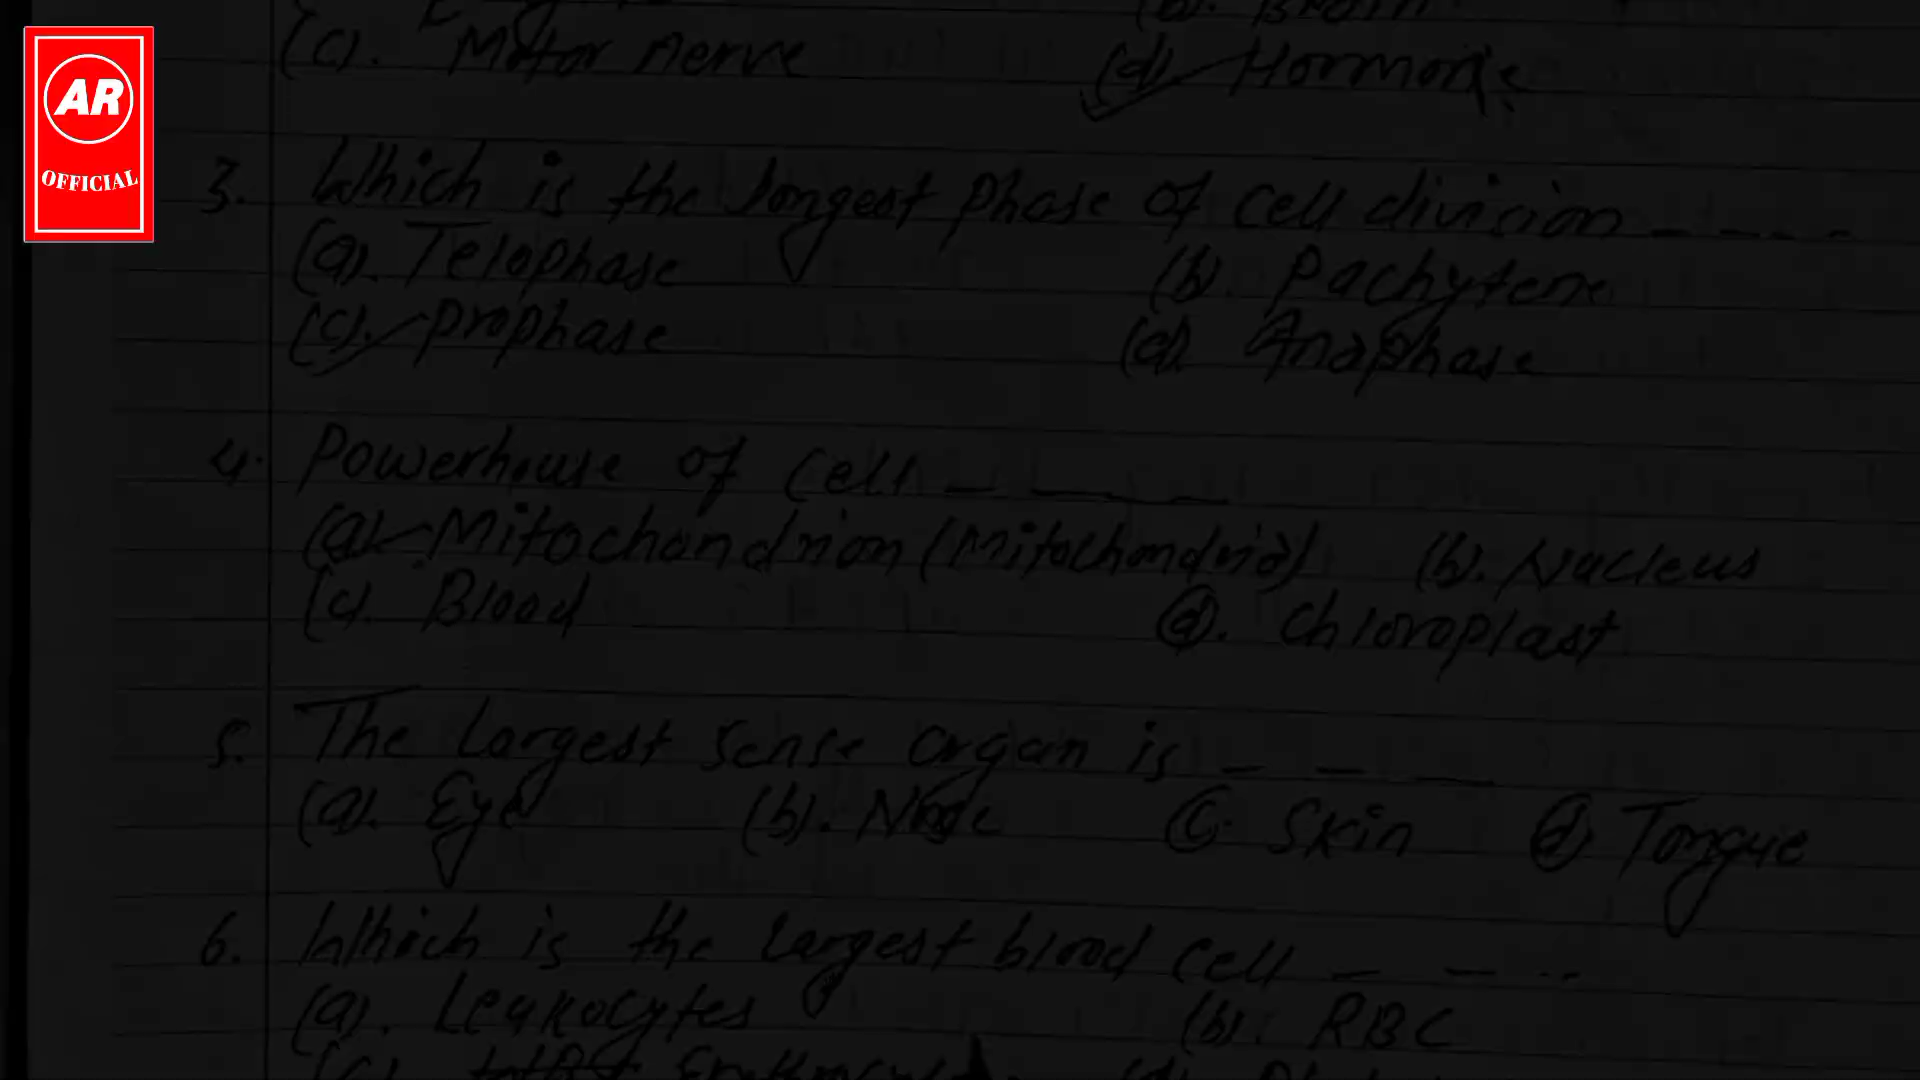 AR
OFFICIAL
(c). Motor nerve (d) Hormone
3. Which is the longest phase of cell division - - - -
(a). Telophase (b). Pachytene
(c). Prophase (d). Anaphase
4. Powerhouse of cell - ___
(a) Mitochondrion (Mitochondria) (b). Nucleus
(c). Blood (d). Chloroplast
5. The largest sense organ is - - _
(a). Eye (b). Nose (c) Skin (d) Tongue
6. Which is the largest blood cell - - - -
(a). Leukocytes (b). RBC